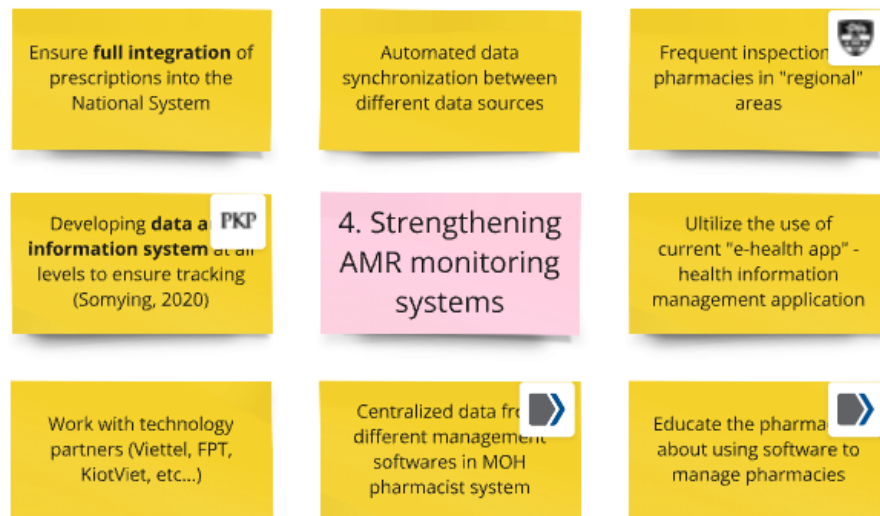 Ensure full integration of
prescriptions into the
National System
Automated data
synchronization between
different data sources
Frequent inspection
pharmacies in "regional"
areas
Developing data a
information system at all
levels to ensure tracking
(Somying, 2020)
PKP
4. Strengthening
AMR monitoring
systems
Ultilize the use of
current "e-health app" -
health information
management application
Work with technology
partners (Viettel, FPT,
KiotViet, etc...)
Centralized data
different management
softwares in MOH
pharmacist system
Educate the
about using software to
manage pharmacies